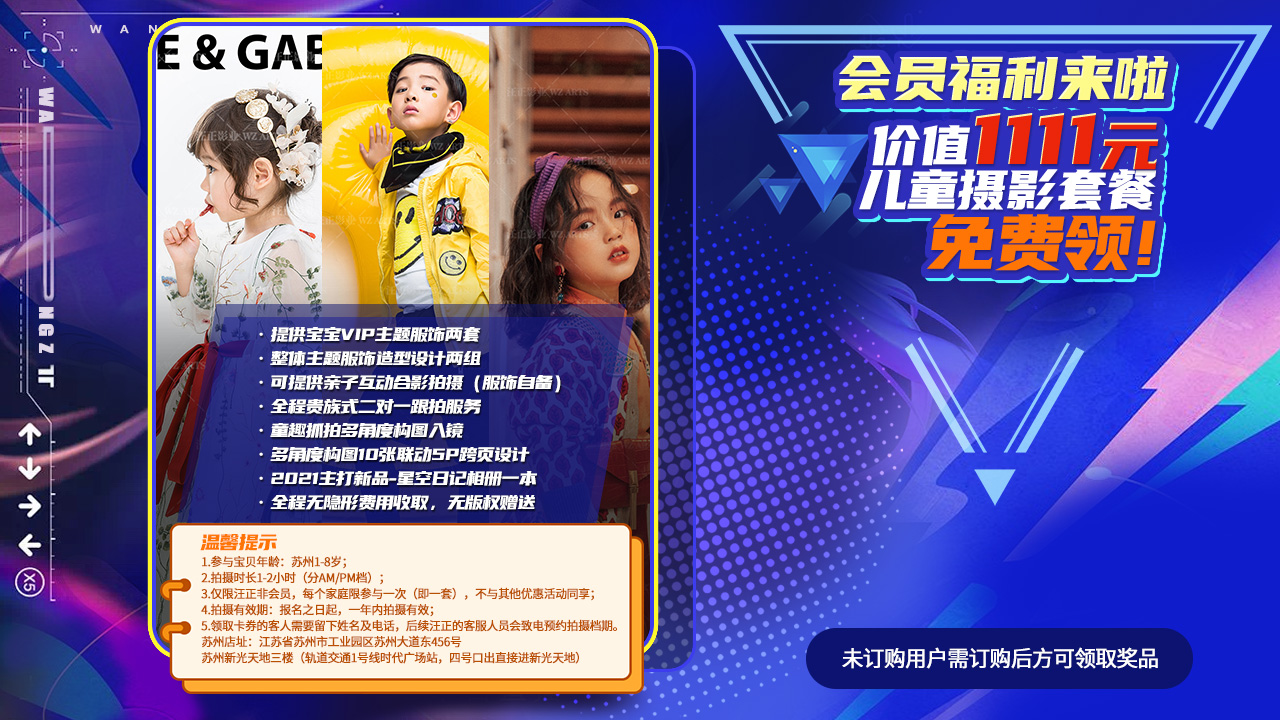 WAN
WA
NGZ TF
X5
E & GAE
汪正影业 WZ ARTS
汪正影业 WZ ARTS
会员福利来啦
价值1111元
儿童摄影套餐
免费领!
· 提供宝宝VIP主题服饰两套
· 整体主题服饰造型设计两组
· 可提供亲子互动合影拍摄（服饰自备）
· 全程贵族式二对一跟拍服务
· 童趣抓拍多角度构图入镜
· 多角度构图10张联动5P跨页设计
· 2021主打新品-星空日记相册一本
· 全程无隐形费用收取，无版权赠送
温馨提示
1.参与宝贝年龄：苏州1-8岁；
2.拍摄时长1-2小时（分AM/PM档）；
3.仅限汪正非会员，每个家庭限参与一次（即一套），不与其他优惠活动同享；
4.拍摄有效期：报名之日起，一年内拍摄有效；
5.领取卡券的客人需要留下姓名及电话，后续汪正的客服人员会致电预约拍摄档期。
苏州店址：江苏省苏州市工业园区苏州大道东456号
苏州新光天地三楼（轨道交通1号线时代广场站，四号口出直接进新光天地）
未订购用户需订购后方可领取奖品